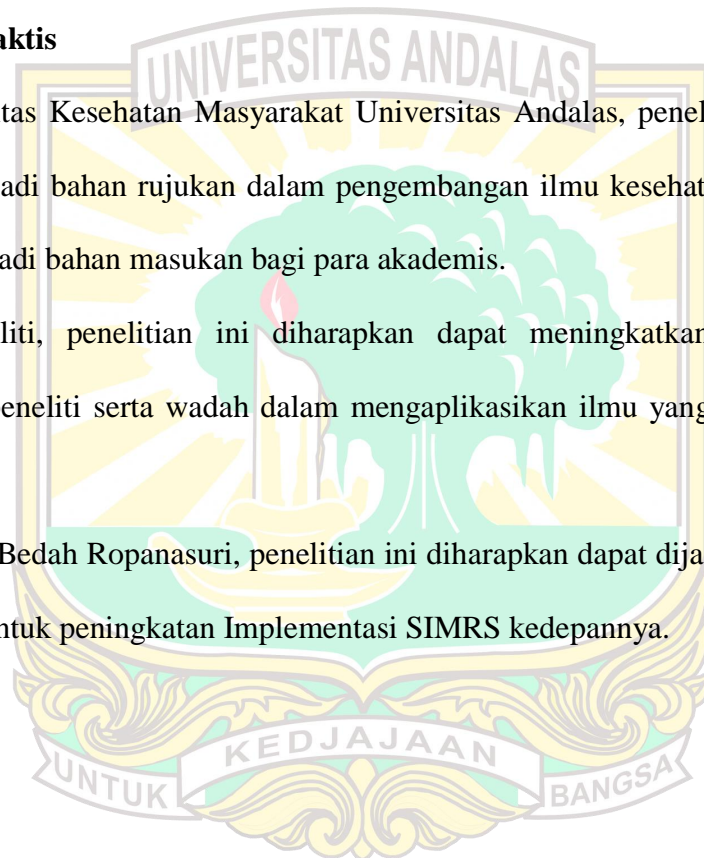 aktis
UNIVERSITAS ANDALAS
tas Kesehatan Masyarakat Universitas Andalas, penel
adi bahan rujukan dalam pengembangan ilmu kesehat
adi bahan masukan bagi para akademis.
liti, penelitian ini diharapkan dapat meningkatkan
eneliti serta wadah dalam mengaplikasikan ilmu yang
Bedah Ropanasuri, penelitian ini diharapkan dapat dija
ntuk peningkatan Implementasi SIMRS kedepannya.
UNTUK KEDJAJAAN BANGSA